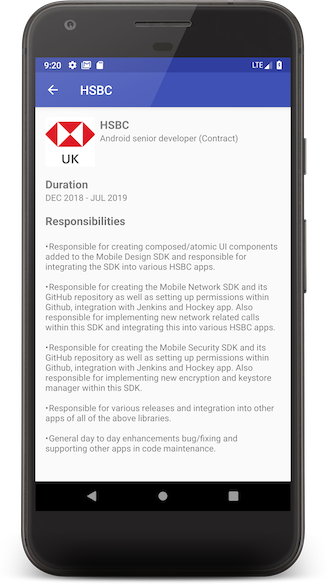 9:20
LTE
HSBC
HSBC
Android senior developer (Contract)
UK
Duration
DEC 2018 - JUL 2019
Responsibilities
•Responsible for creating composed/atomic UI components
added to the Mobile Design SDK and responsible for
integrating the SDK into various HSBC apps.
•Responsible for creating the Mobile Network SDK and its
GitHub repository as well as setting up permissions within
Github, integration with Jenkins and Hockey app. Also
responsible for implementing new network related calls
within this SDK and integrating this into various HSBC apps.
•Responsible for creating the Mobile Security SDK and its
GitHub repository as well as setting up permissions within
Github, integration with Jenkins and Hockey app. Also
responsible for implementing new encryption and keystore
manager within this SDK.
•Responsible for various releases and integration into other
apps of all of the above libraries.
•General day to day enhancements bug/fixing and
supporting other apps in code maintenance.